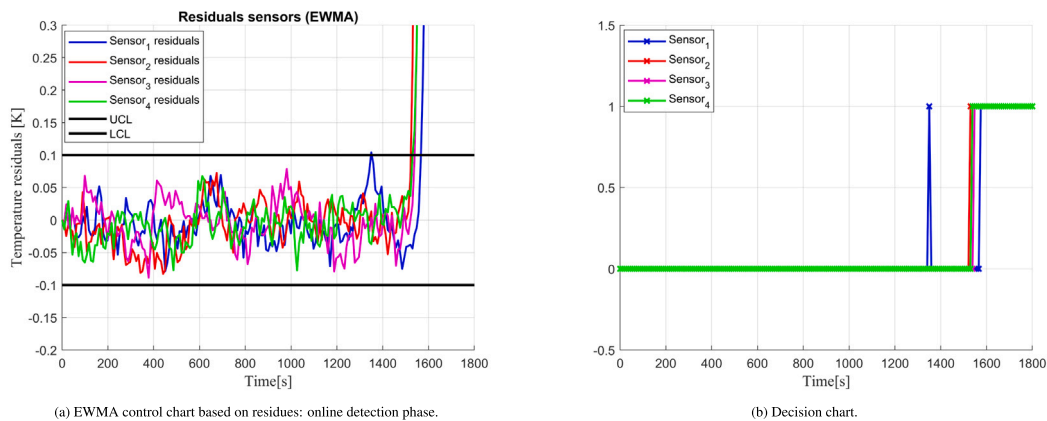 Residuals sensors (EWMA)
0.3
0.25
0.2
0.15
0.1
0.05
0
-0.05
-0.1
-0.15
-0.2
Temperature residuals [K]
Sensor1 residuals
Sensor2 residuals
Sensor3 residuals
Sensor4 residuals
UCL
LCL
0 200 400 600 800 1000 1200 1400 1600 1800
Time[s]
(a) EWMA control chart based on residues: online detection phase.
1.5
1
0.5
0
-0.5
Sensor1
Sensor2
Sensor3
Sensor4
0 200 400 600 800 1000 1200 1400 1600 1800
Time[s]
(b) Decision chart.